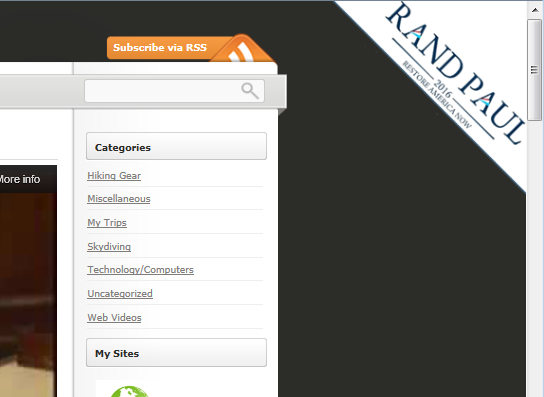 Subscribe via RSS
RAND PAUL
2016
RESTORE AMERICA NOW
Categories
More info
Hiking Gear
Miscellaneous
My Trips
Skydiving
Technology/Computers
Uncategorized
Web Videos
My Sites